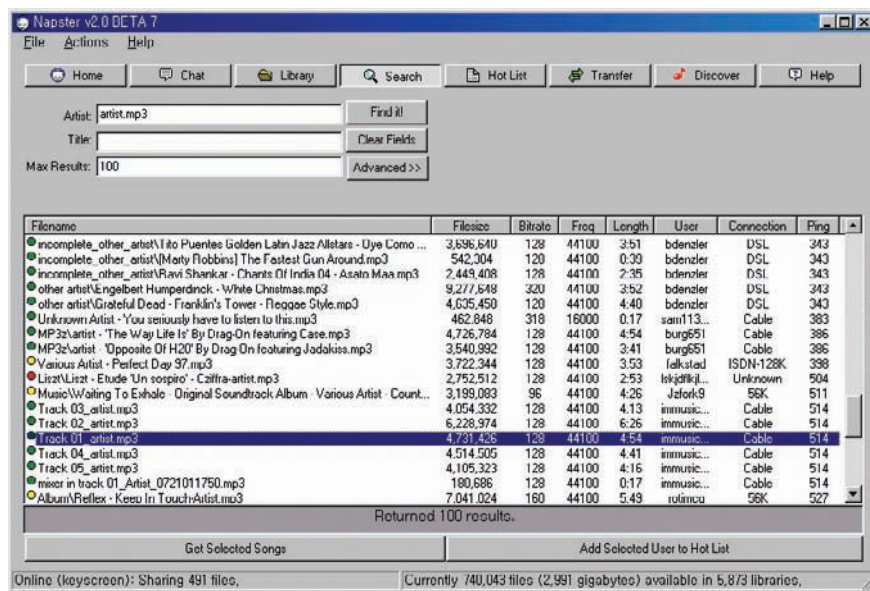 Napster v2.0 BETA 7
File Actions Help
Home Chat Library Search Hot List Transfer Discover Help
Artist: artist.mp3 Find it!
Title: Clear Fields
Max Results: 100 Advanced >>
Filename Filesize Bitrate Freq Length User Connection Ping
incomplete_other_artist\Tito Puentes Golden Latin Jazz Allstars - Oye Como ... 3,696,640 128 44100 3:51 bdenzler DSL 343
incomplete_other_artist\[Marty Robbins] The Fastest Gun Around.mp3 542,304 128 44100 0:39 bdenzler DSL 343
incomplete_other_artist\Ravi Shankar - Chants Of India 04 - Asato Maa.mp3 2,449,408 128 44100 2:35 bdenzler DSL 343
other artist\Engelbert Humperdinck - White Christmas.mp3 9,277,648 320 44100 3:52 bdenzler DSL 343
other artist\Grateful Dead - Franklin's Tower - Reggae Style.mp3 4,635,450 128 44100 4:40 bdenzler DSL 343
Unknown Artist - You seriously have to listen to this.mp3 462,848 318 16000 0:17 sam113... Cable 383
MP3z\artist - 'The Way Life Is' By Drag-On featuring Case.mp3 4,726,784 128 44100 4:54 burg651 Cable 386
MP3z\artist - 'Opposite Of H20' By Drag-On featuring Jadakiss.mp3 3,540,992 128 44100 3:41 burg651 Cable 386
Various Artist - Perfect Day 97.mp3 3,722,344 128 44100 3:53 falkstad ISDN-128K 398
Liszt\Liszt - Etude 'Un sospiro' - Cziffra-artist.mp3 2,752,512 128 44100 2:53 Unknown 504
Music\Waiting To Exhale - Original Soundtrack Album - Various Artist - Count... 3,199,083 96 44100 4:26 Jzfork9 56K 511
Track 03_artist.mp3 4,054,332 128 44100 4:13 immusic... Cable 514
Track 02_artist.mp3 6,228,974 128 44100 6:26 immusic... Cable 514
Track 01_artist.mp3 4,731,426 128 44100 4:54 immusic... Cable 514
Track 04_artist.mp3 4,514,505 128 44100 4:41 immusic... Cable 514
Track 05_artist.mp3 4,105,323 128 44100 4:16 immusic... Cable 514
mixer in track 01_Artist_0721011750.mp3 180,686 128 44100 0:17 immusic... Cable 514
Album\Reflex - Keep In Touch-Artist.mp3 7,041,024 160 44100 5:49 rotimco 56K 527
Returned 100 results.
Get Selected Songs Add Selected User to Hot List
Online (keyscreen): Sharing 491 files. Currently 740,043 files (2,991 gigabytes) available in 5,873 libraries.